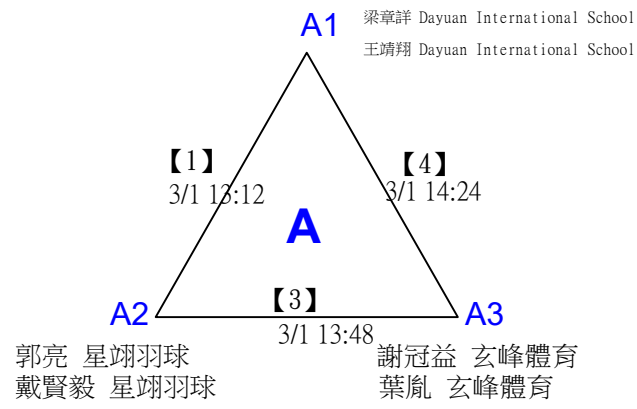 A1
梁章詳 Dayuan International School
王靖翔 Dayuan International School
【1】
3/1 13:12
【4】
3/1 14:24
A
A2
【3】
A3
3/1 13:48
郭亮 星翊羽球
戴賢毅 星翊羽球
謝冠益 玄峰體育
葉胤 玄峰體育